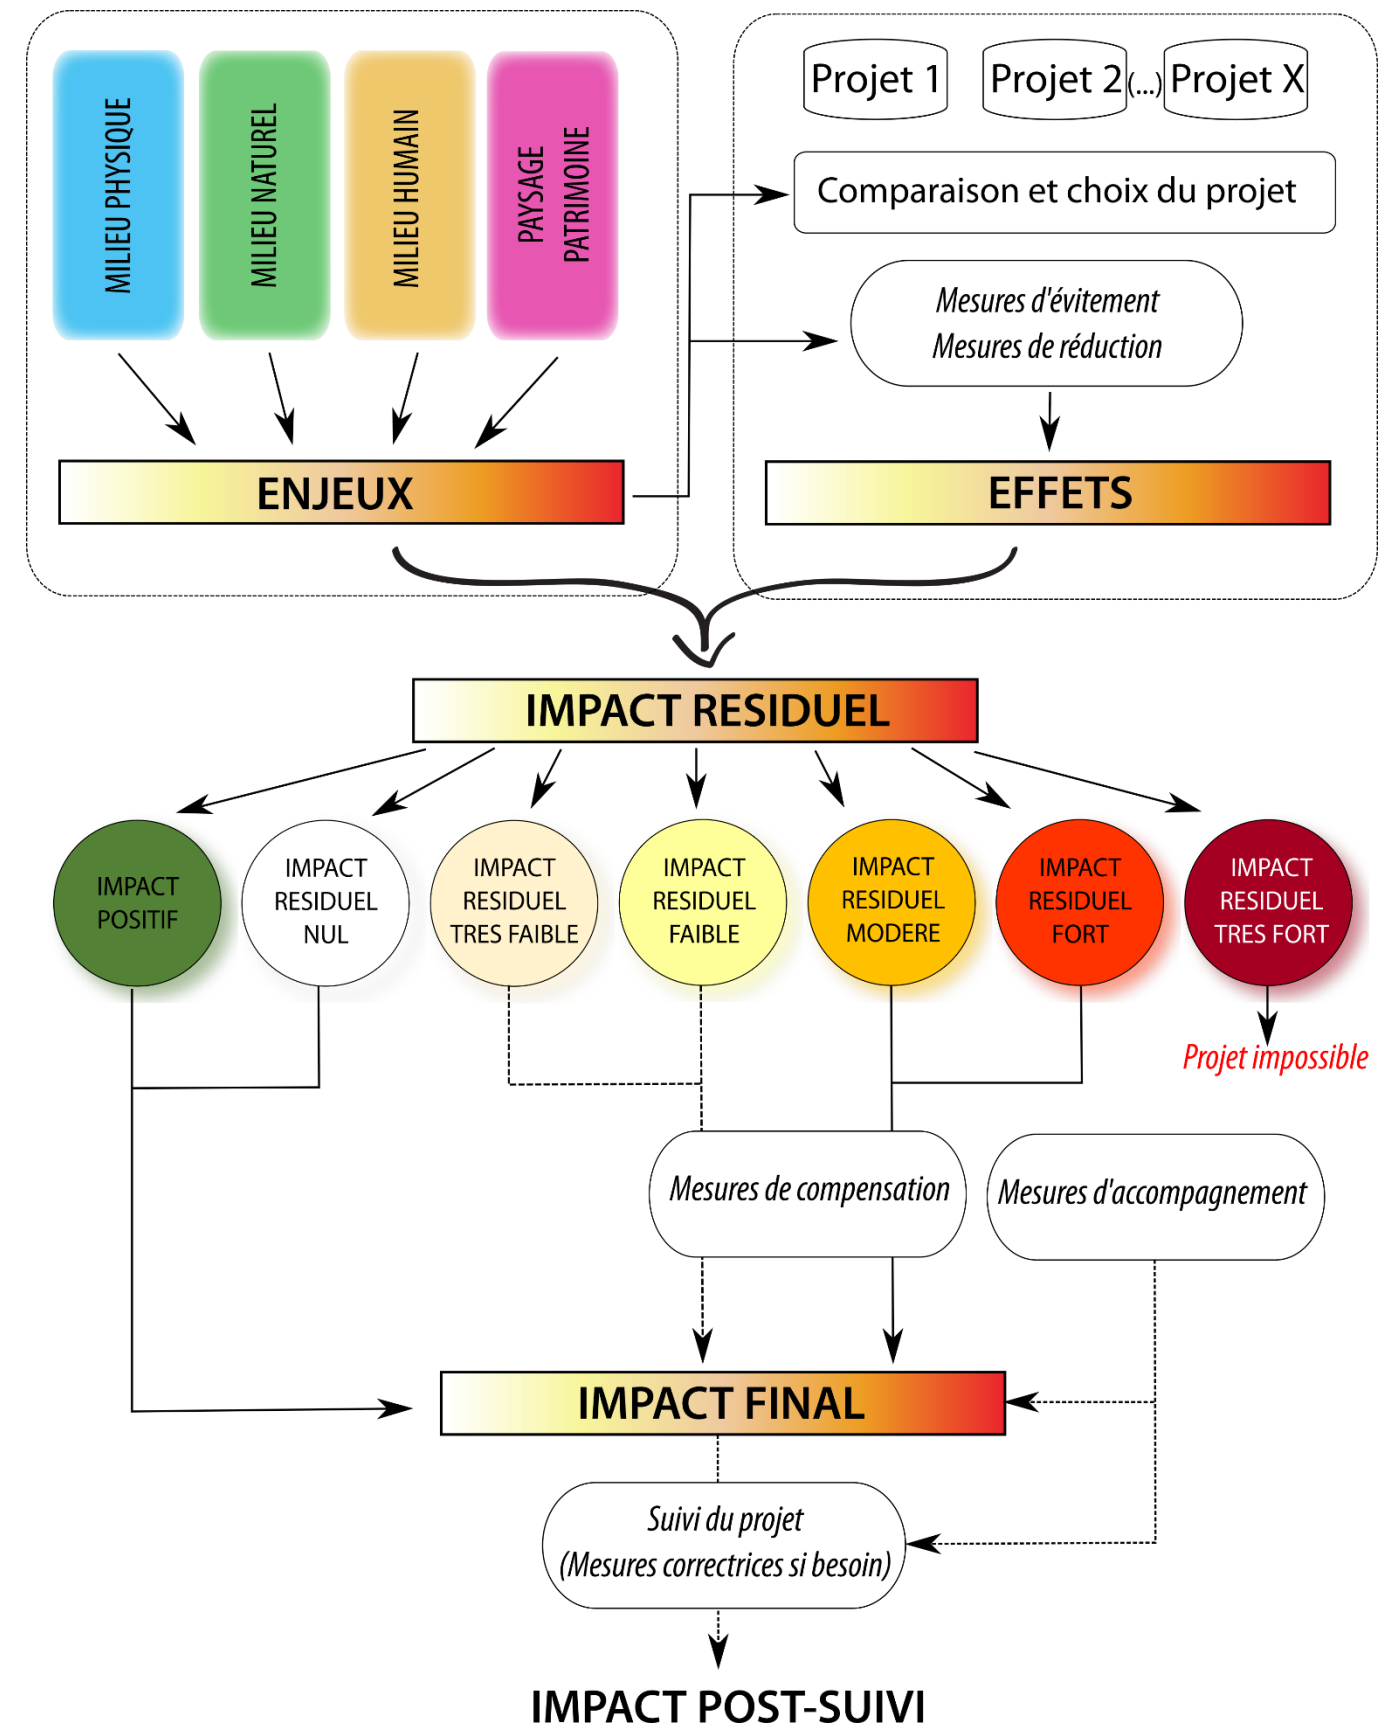 MILIEU PHYSIQUE
MILIEU NATUREL
MILIEU HUMAIN
PAYSAGE
PATRIMOINE
ENJEUX
Projet 1
Projet 2
(...)
Projet X
Comparaison et choix du projet
Mesures d'évitement
Mesures de réduction
EFFETS
IMPACT RESIDUEL
IMPACT
POSITIF
IMPACT
RESIDUEL
NUL
IMPACT
RESIDUEL
TRES FAIBLE
IMPACT
RESIDUEL
FAIBLE
IMPACT
RESIDUEL
MODERE
IMPACT
RESIDUEL
FORT
IMPACT
RESIDUEL
TRES FORT
Projet impossible
Mesures de compensation
Mesures d'accompagnement
IMPACT FINAL
Suivi du projet
(Mesures correctrices si besoin)
IMPACT POST-SUIVI